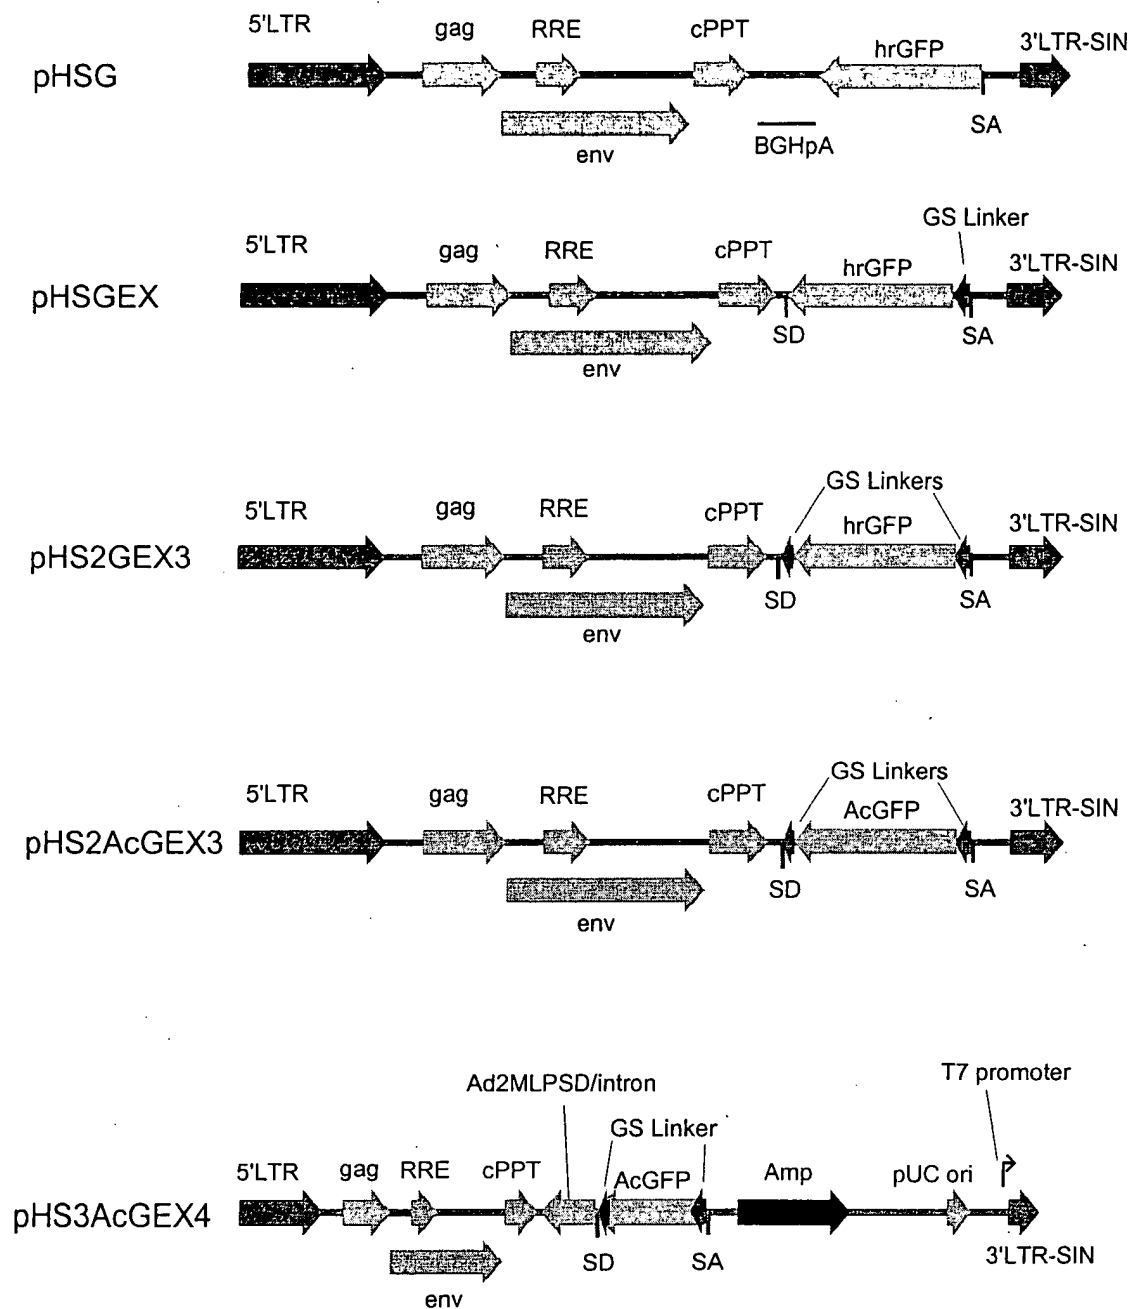 5'LTR gag RRE cPPT hrGFP 3'LTR-SIN
pHSG
SA
env BGHpA
GS Linker
5'LTR gag RRE cPPT hrGFP 3'LTR-SIN
pHSGEX
SD SA
env
GS Linkers
5'LTR gag RRE cPPT hrGFP 3'LTR-SIN
pHS2GEX3
SD SA
env
GS Linkers
5'LTR gag RRE cPPT AcGFP 3'LTR-SIN
pHS2AcGEX3
SD SA
env
T7 promoter
Ad2MLPSD/intron
GS Linker
5'LTR gag RRE cPPT AcGFP Amp pUC ori
pHS3AcGEX4
SD SA 3'LTR-SIN
env